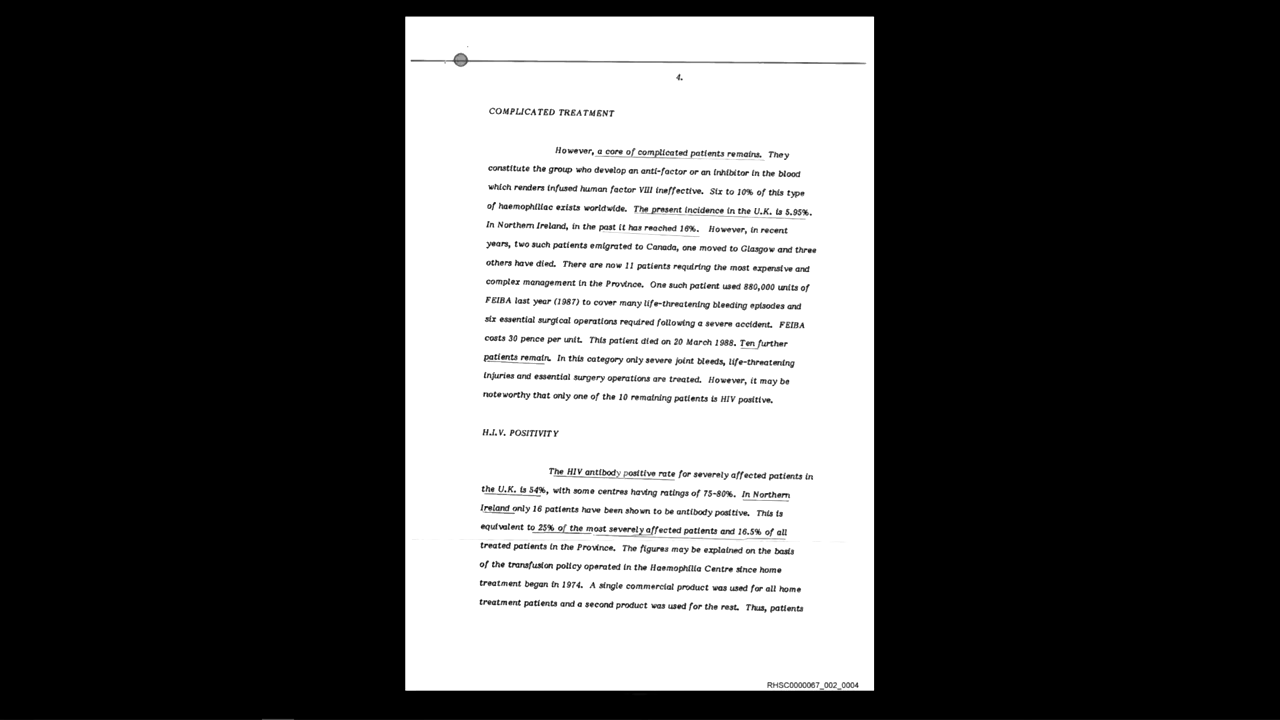 4.
COMPLICATED TREATMENT
However, a core of complicated patients remains. They
constitute the group who develop an anti-factor or an inhibitor in the blood
which renders infused human factor VIII ineffective. Six to 10% of this type
of haemophiliac exists worldwide. The present incidence in the U.K. is 5.95%.
In Northern Ireland, in the past it has reached 16%. However, in recent
years, two such patients emigrated to Canada, one moved to Glasgow and three
others have died. There are now 11 patients requiring the most expensive and
complex management in the Province. One such patient used 880,000 units of
FEIBA last year (1987) to cover many life-threatening bleeding episodes and
six essential surgical operations required following a severe accident. FEIBA
costs 30 pence per unit. This patient died on 20 March 1988. Ten further
patients remain. In this category only severe joint bleeds, life-threatening
injuries and essential surgery operations are treated. However, it may be
noteworthy that only one of the 10 remaining patients is HIV positive.
H.I.V. POSITIVITY
The HIV antibody positive rate for severely affected patients in
the U.K. is 54%, with some centres having ratings of 75-80%. In Northern
Ireland only 16 patients have been shown to be antibody positive. This is
equivalent to 25% of the most severely affected patients and 16.5% of all
treated patients in the Province. The figures may be explained on the basis
of the transfusion policy operated in the Haemophilia Centre since home
treatment began in 1974. A single commercial product was used for all home
treatment patients and a second product was used for the rest. Thus, patients
RHSC0000067_002_0004